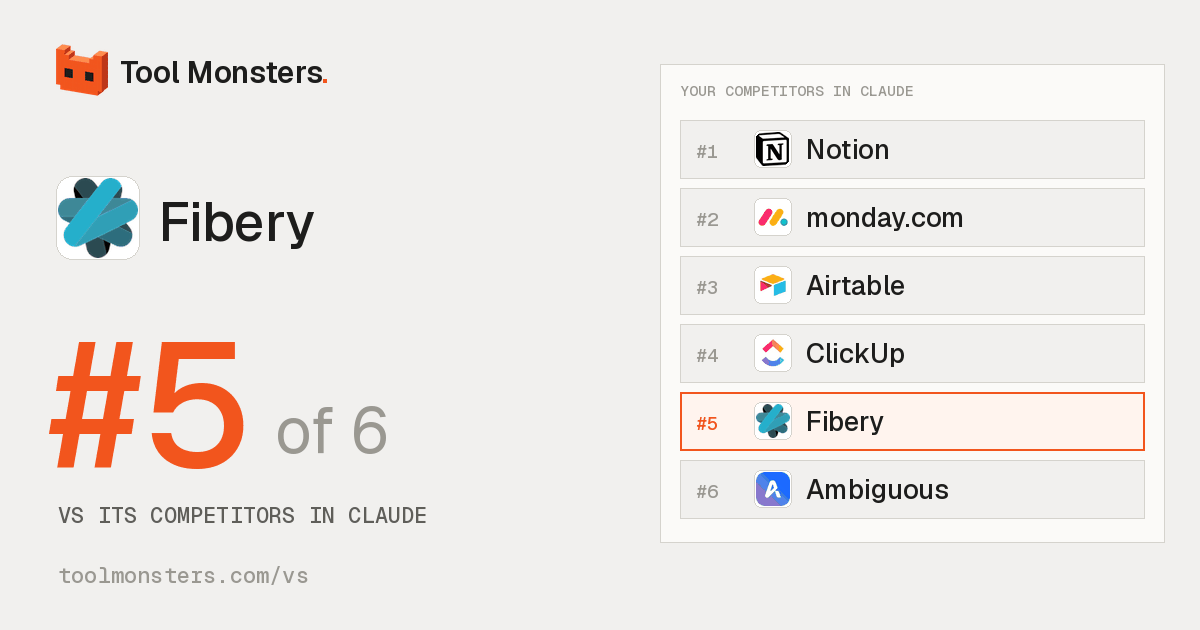 Tool Monsters.
Fibery
#5 of 6
VS ITS COMPETITORS IN CLAUDE
toolmonsters.com/vs
YOUR COMPETITORS IN CLAUDE
#1 Notion
#2 monday.com
#3 Airtable
#4 ClickUp
#5 Fibery
#6 Ambiguous